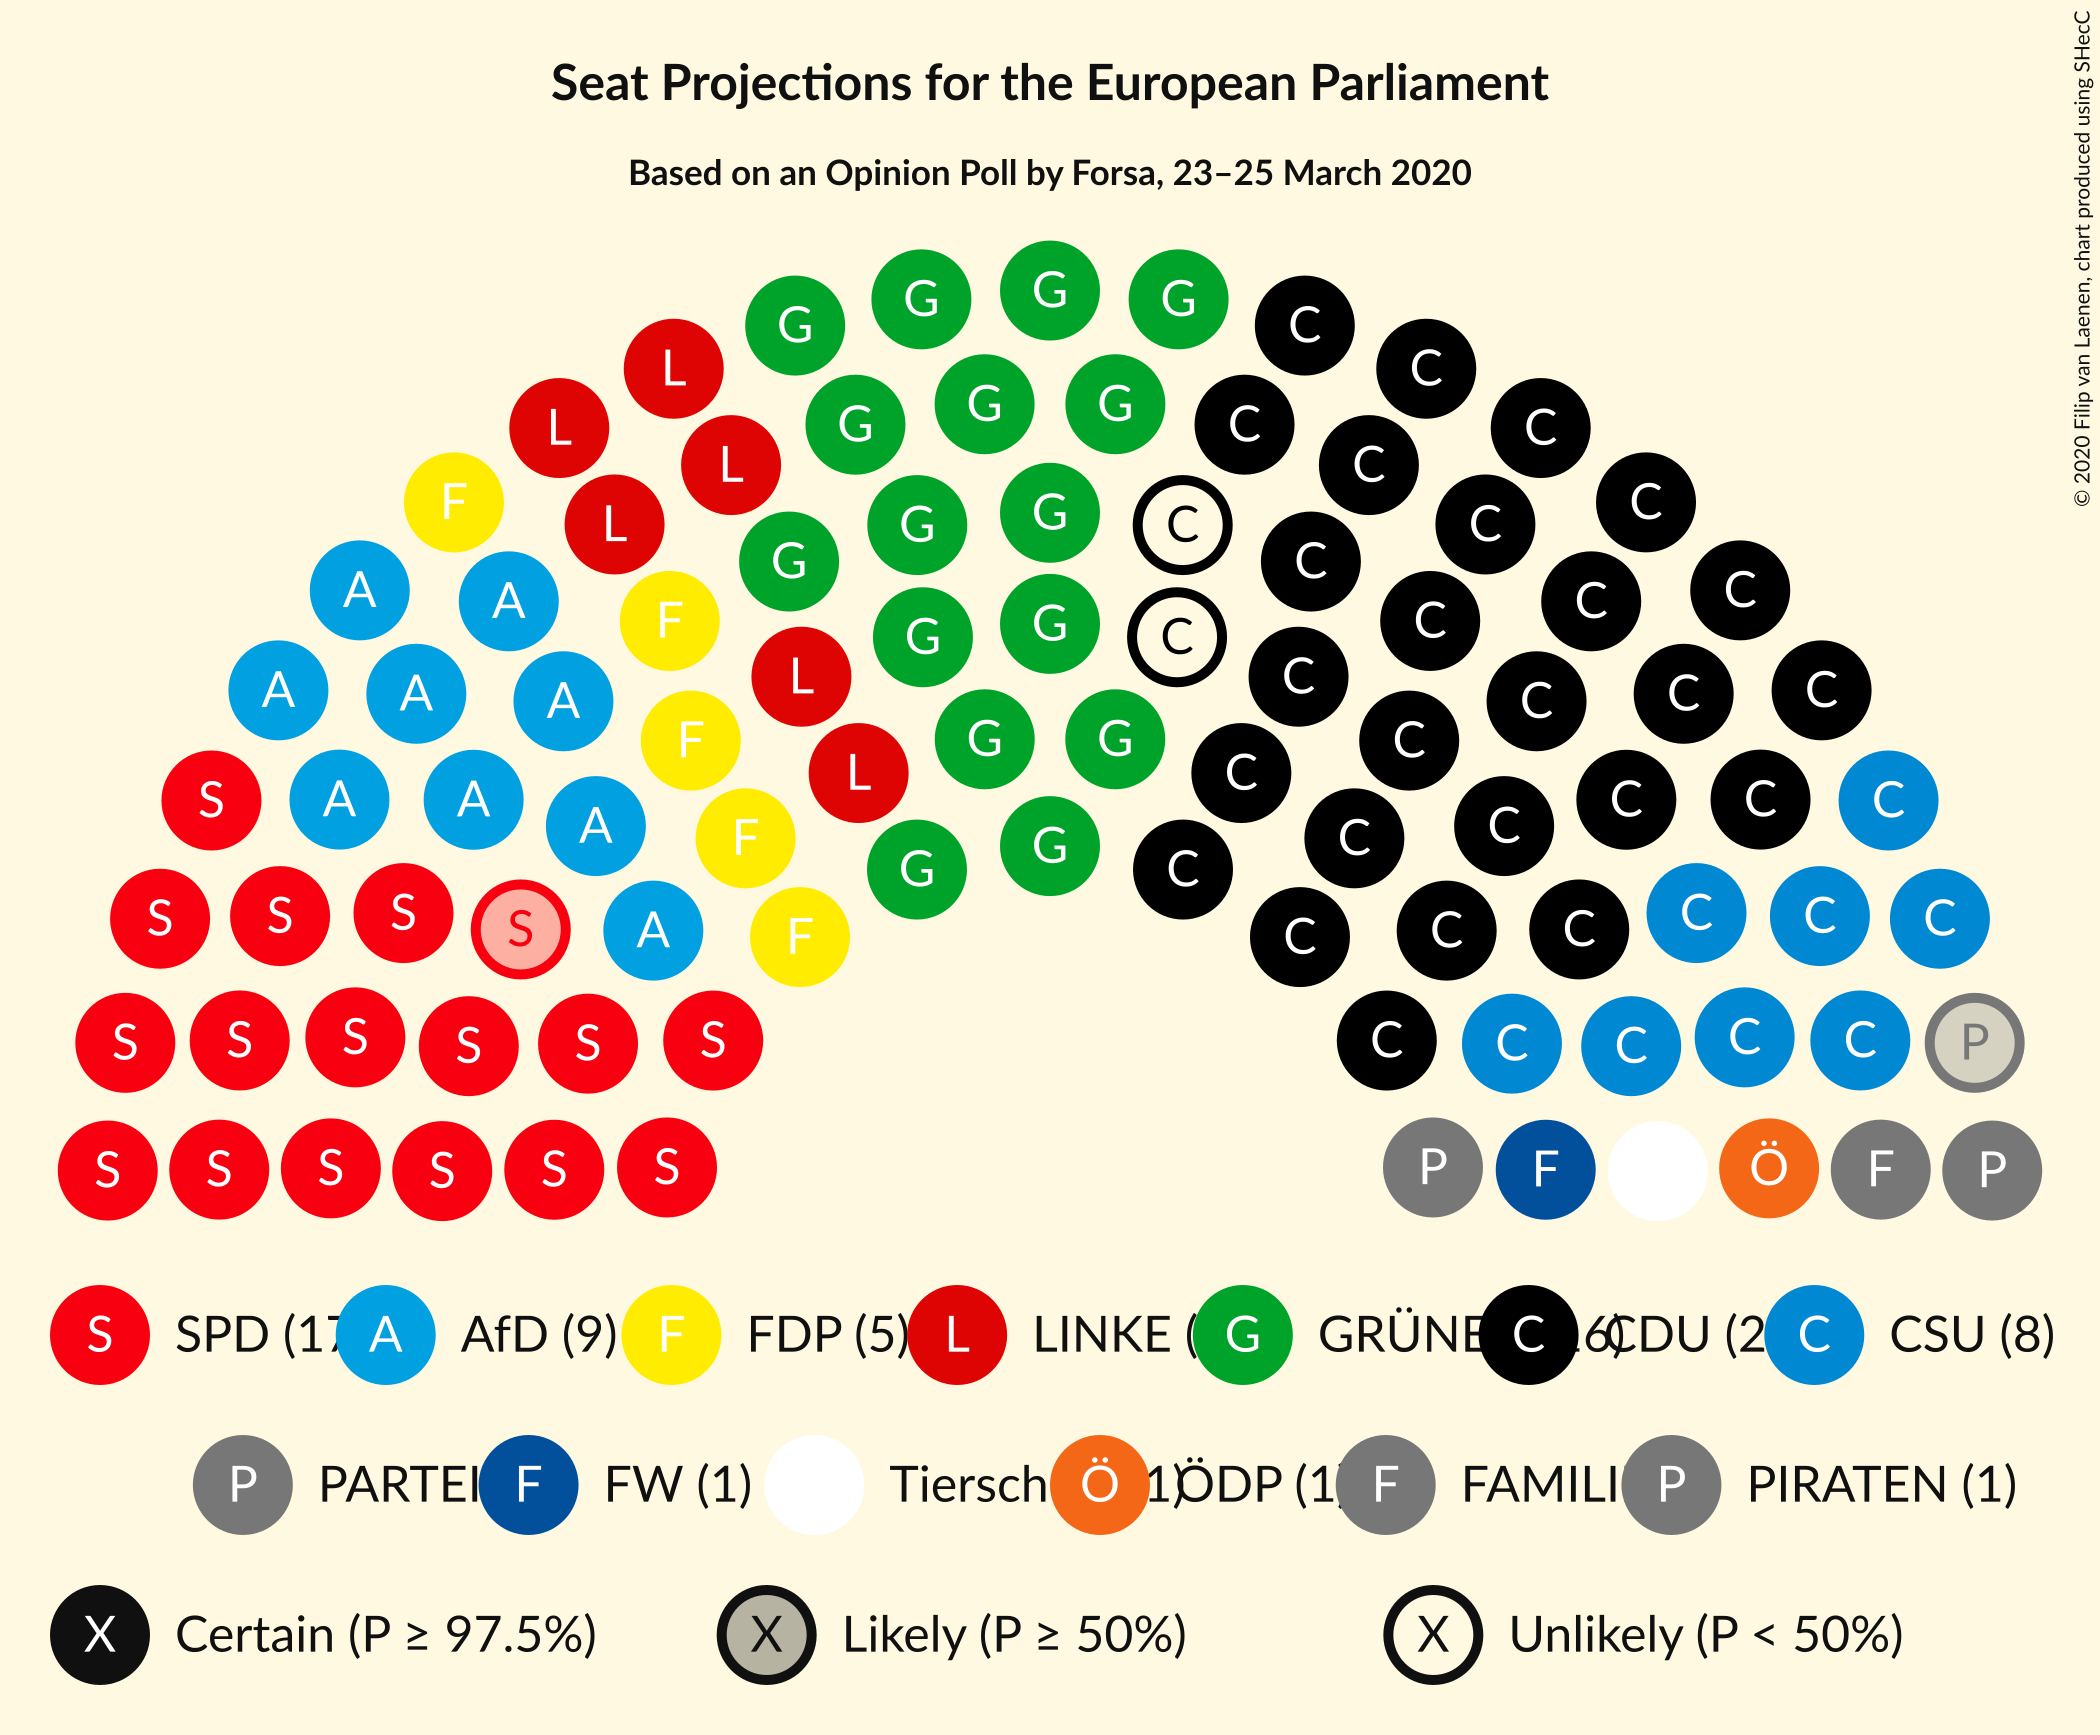 © 2020 Filip van Laenen, chart produced using SHecC
Seat Projections for the European Parliament
Based on an Opinion Poll by Forsa, 23–25 March 2020
G G G G C
L C
L G G G C C
L C
F L G G C C C
G C
A A F G G C C C C
A A A L C C C C
F G G C
S A A L C C C C
A F G C C
G C
S S S S A F C C C C C C
S S S S S S C C C C C P
S S S S S S P F Ö F P
S SPD (17 A AfD (9) F FDP (5) L LINKE ( G GRÜNE C 6) CDU (2 C CSU (8)
P PARTEI F FW (1) Tiersch Ö 1) ÖDP (1) F FAMILI P PIRATEN (1)
X Certain (P ≥ 97.5%) X Likely (P ≥ 50%) X Unlikely (P < 50%)